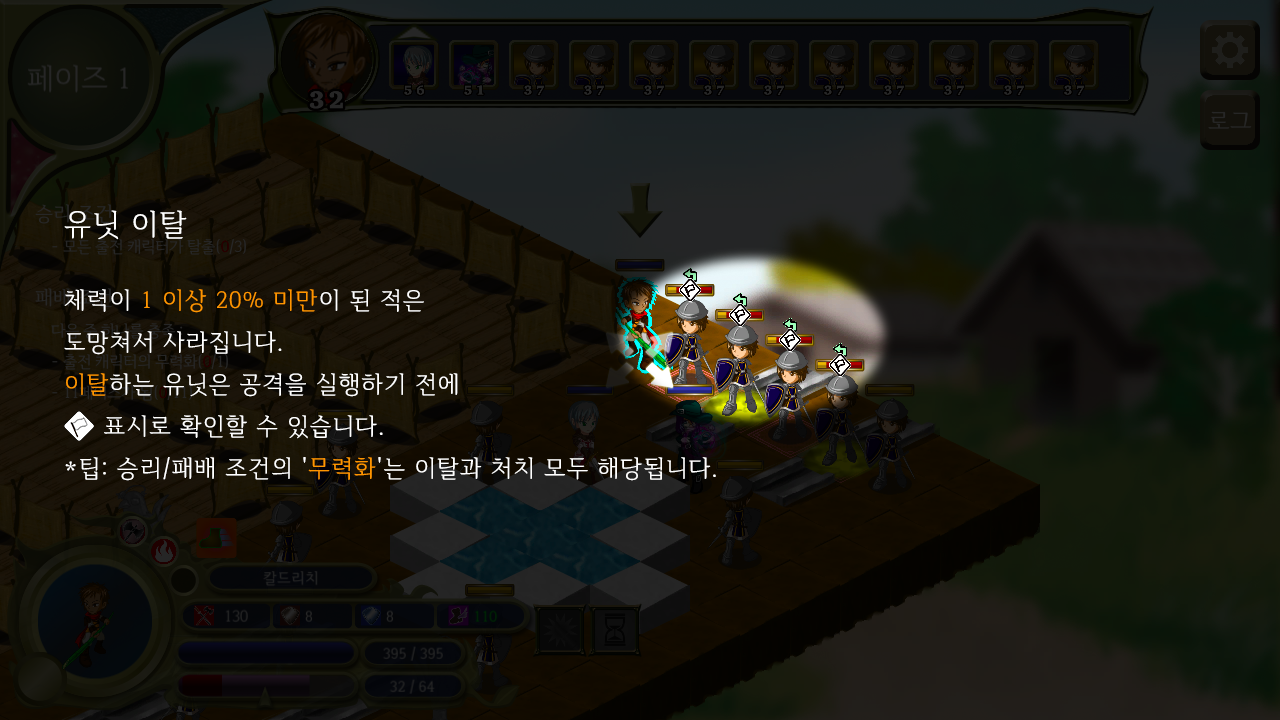 페이즈 1
32
56
51
37
37
37
37
37
37
37
37
37
37
로그
유닛 이탈
체력이 1 이상 20% 미만이 된 적은
도망쳐서 사라집니다.
이탈하는 유닛은 공격을 실행하기 전에
표시로 확인할 수 있습니다.
*팁: 승리/패배 조건의 '무력화'는 이탈과 처치 모두 해당됩니다.
칼드리치
130
8
8
110
395 / 395
32 / 64